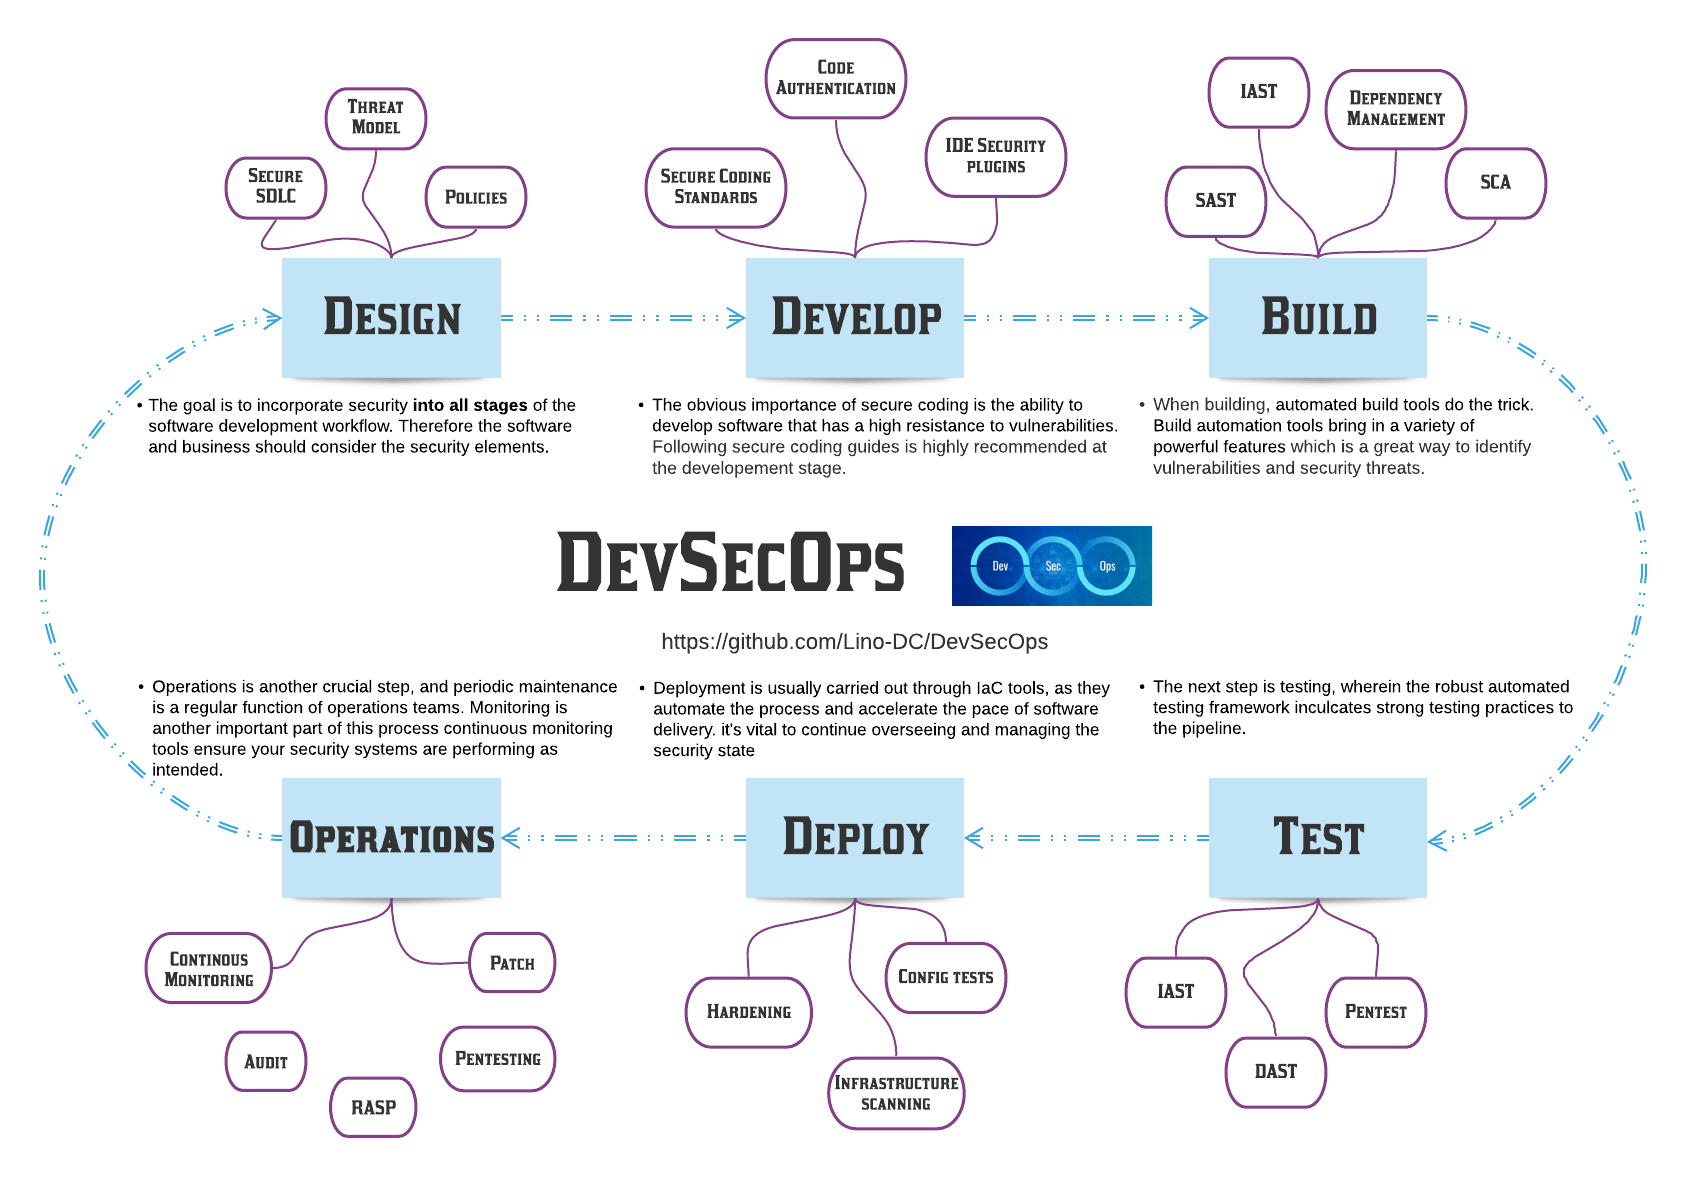 Threat
Model
Secure
SDLC
Policies
Code
Authentication
Secure Coding
Standards
IDE Security
plugins
IAST
Dependency
Management
SAST
SCA
Design
Develop
Build
• The goal is to incorporate security into all stages of the
software development workflow. Therefore the software
and business should consider the security elements.
• The obvious importance of secure coding is the ability to
develop software that has a high resistance to vulnerabilities.
Following secure coding guides is highly recommended at
the developement stage.
• When building, automated build tools do the trick.
Build automation tools bring in a variety of
powerful features which is a great way to identify
vulnerabilities and security threats.
DevSecOps
Dev Sec Ops
https://github.com/Lino-DC/DevSecOps
• Operations is another crucial step, and periodic maintenance
is a regular function of operations teams. Monitoring is
another important part of this process continuous monitoring
tools ensure your security systems are performing as
intended.
• Deployment is usually carried out through IaC tools, as they
automate the process and accelerate the pace of software
delivery. it's vital to continue overseeing and managing the
security state
• The next step is testing, wherein the robust automated
testing framework inculcates strong testing practices to
the pipeline.
Operations
Deploy
Test
Continous
Monitoring
Patch
Audit
Pentesting
RASP
Hardening
Config tests
Infrastructure
scanning
IAST
Pentest
DAST